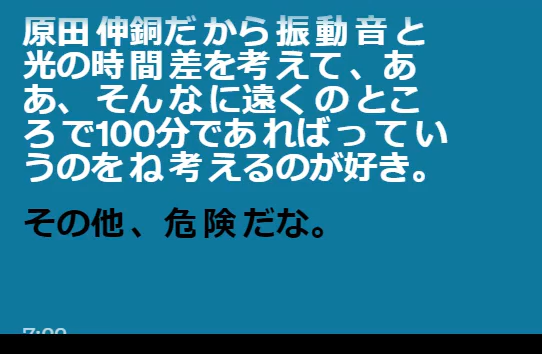 原田伸銅だから振動音と
光の時間差を考えて、あ
あ、そんなに遠くのとこ
ろで100分であればってい
うのをね考えるのが好き。
その他、危険だな。